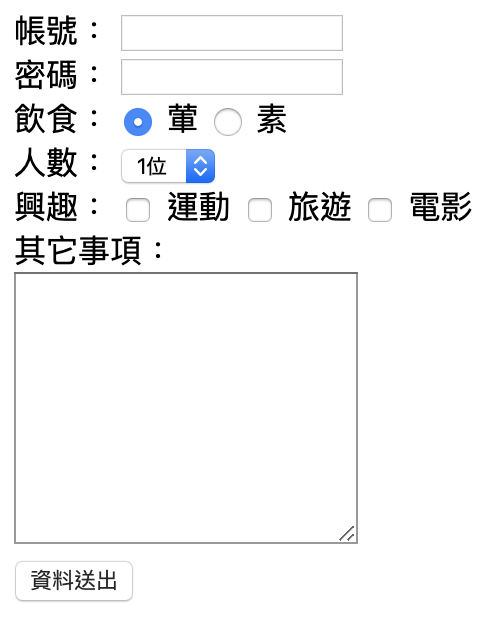 帳號：
密碼：
飲食： 葷 素
人數： 1位
興趣： 運動 旅遊 電影
其它事項：
資料送出